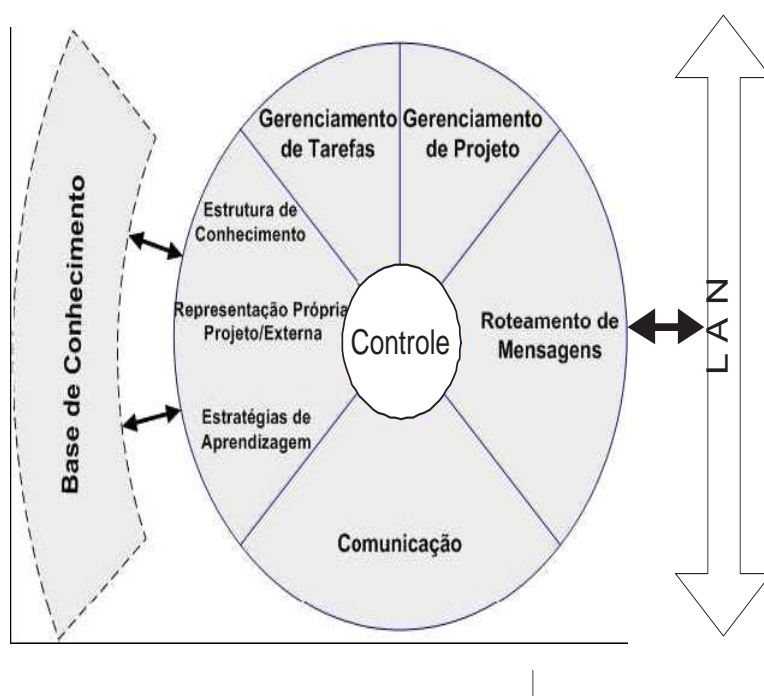 Base de Conhecimento
Gerenciamento
de Tarefas
Gerenciamento
de Projeto
Estrutura de
Conhecimento
Representação Própria
Projeto/Externa
Estratégias de
Aprendizagem
Controle
Roteamento de
Mensagens
Comunicação
LAN